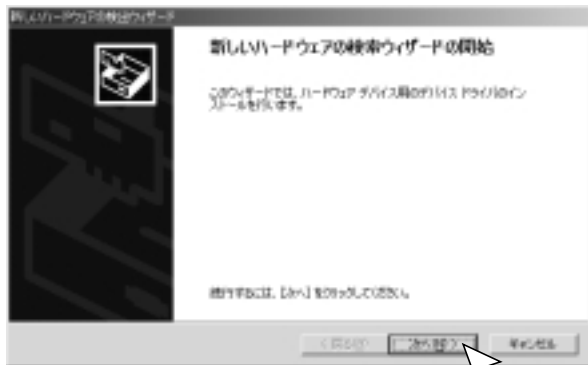 新しいハードウェアの検出ウィザード
新しいハードウェアの検索ウィザードの開始
このウィザードでは、ハードウェア デバイス用のデバイス ドライバのイン
ストールを行います。
続行するには、[次へ] をクリックしてください。
< 戻る(B)
次へ(N) >
キャンセル